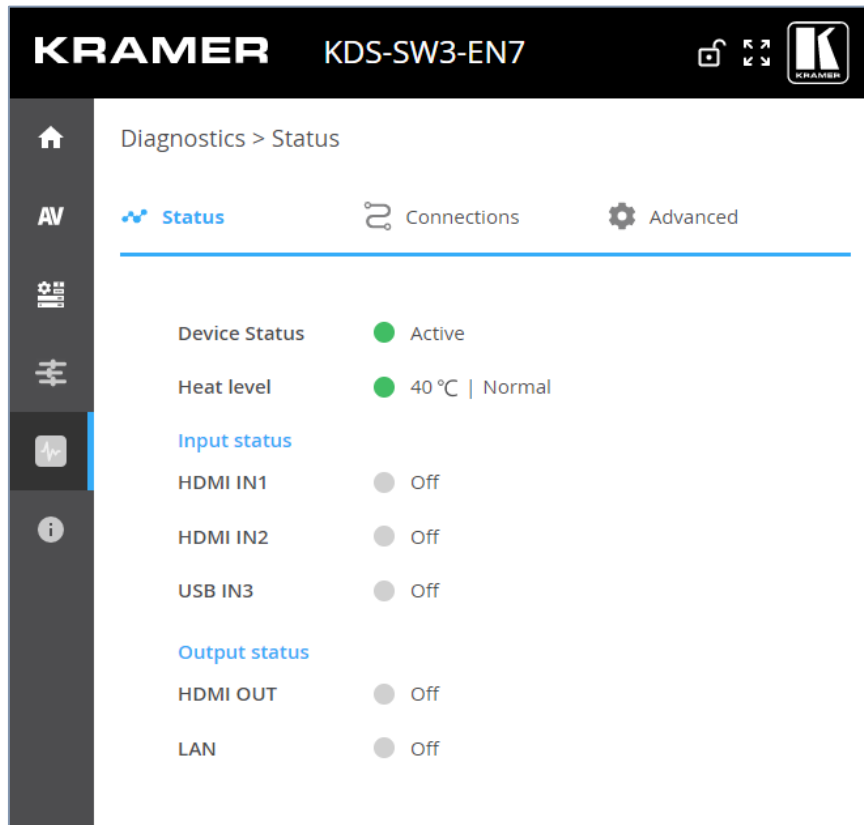 KRAMER KDS-SW3-EN7 KRAMER
Diagnostics > Status
AV
Status Connections Advanced
Device Status Active
Heat level 40 ℃ | Normal
Input status
HDMI IN1 Off
HDMI IN2 Off
USB IN3 Off
Output status
HDMI OUT Off
LAN Off